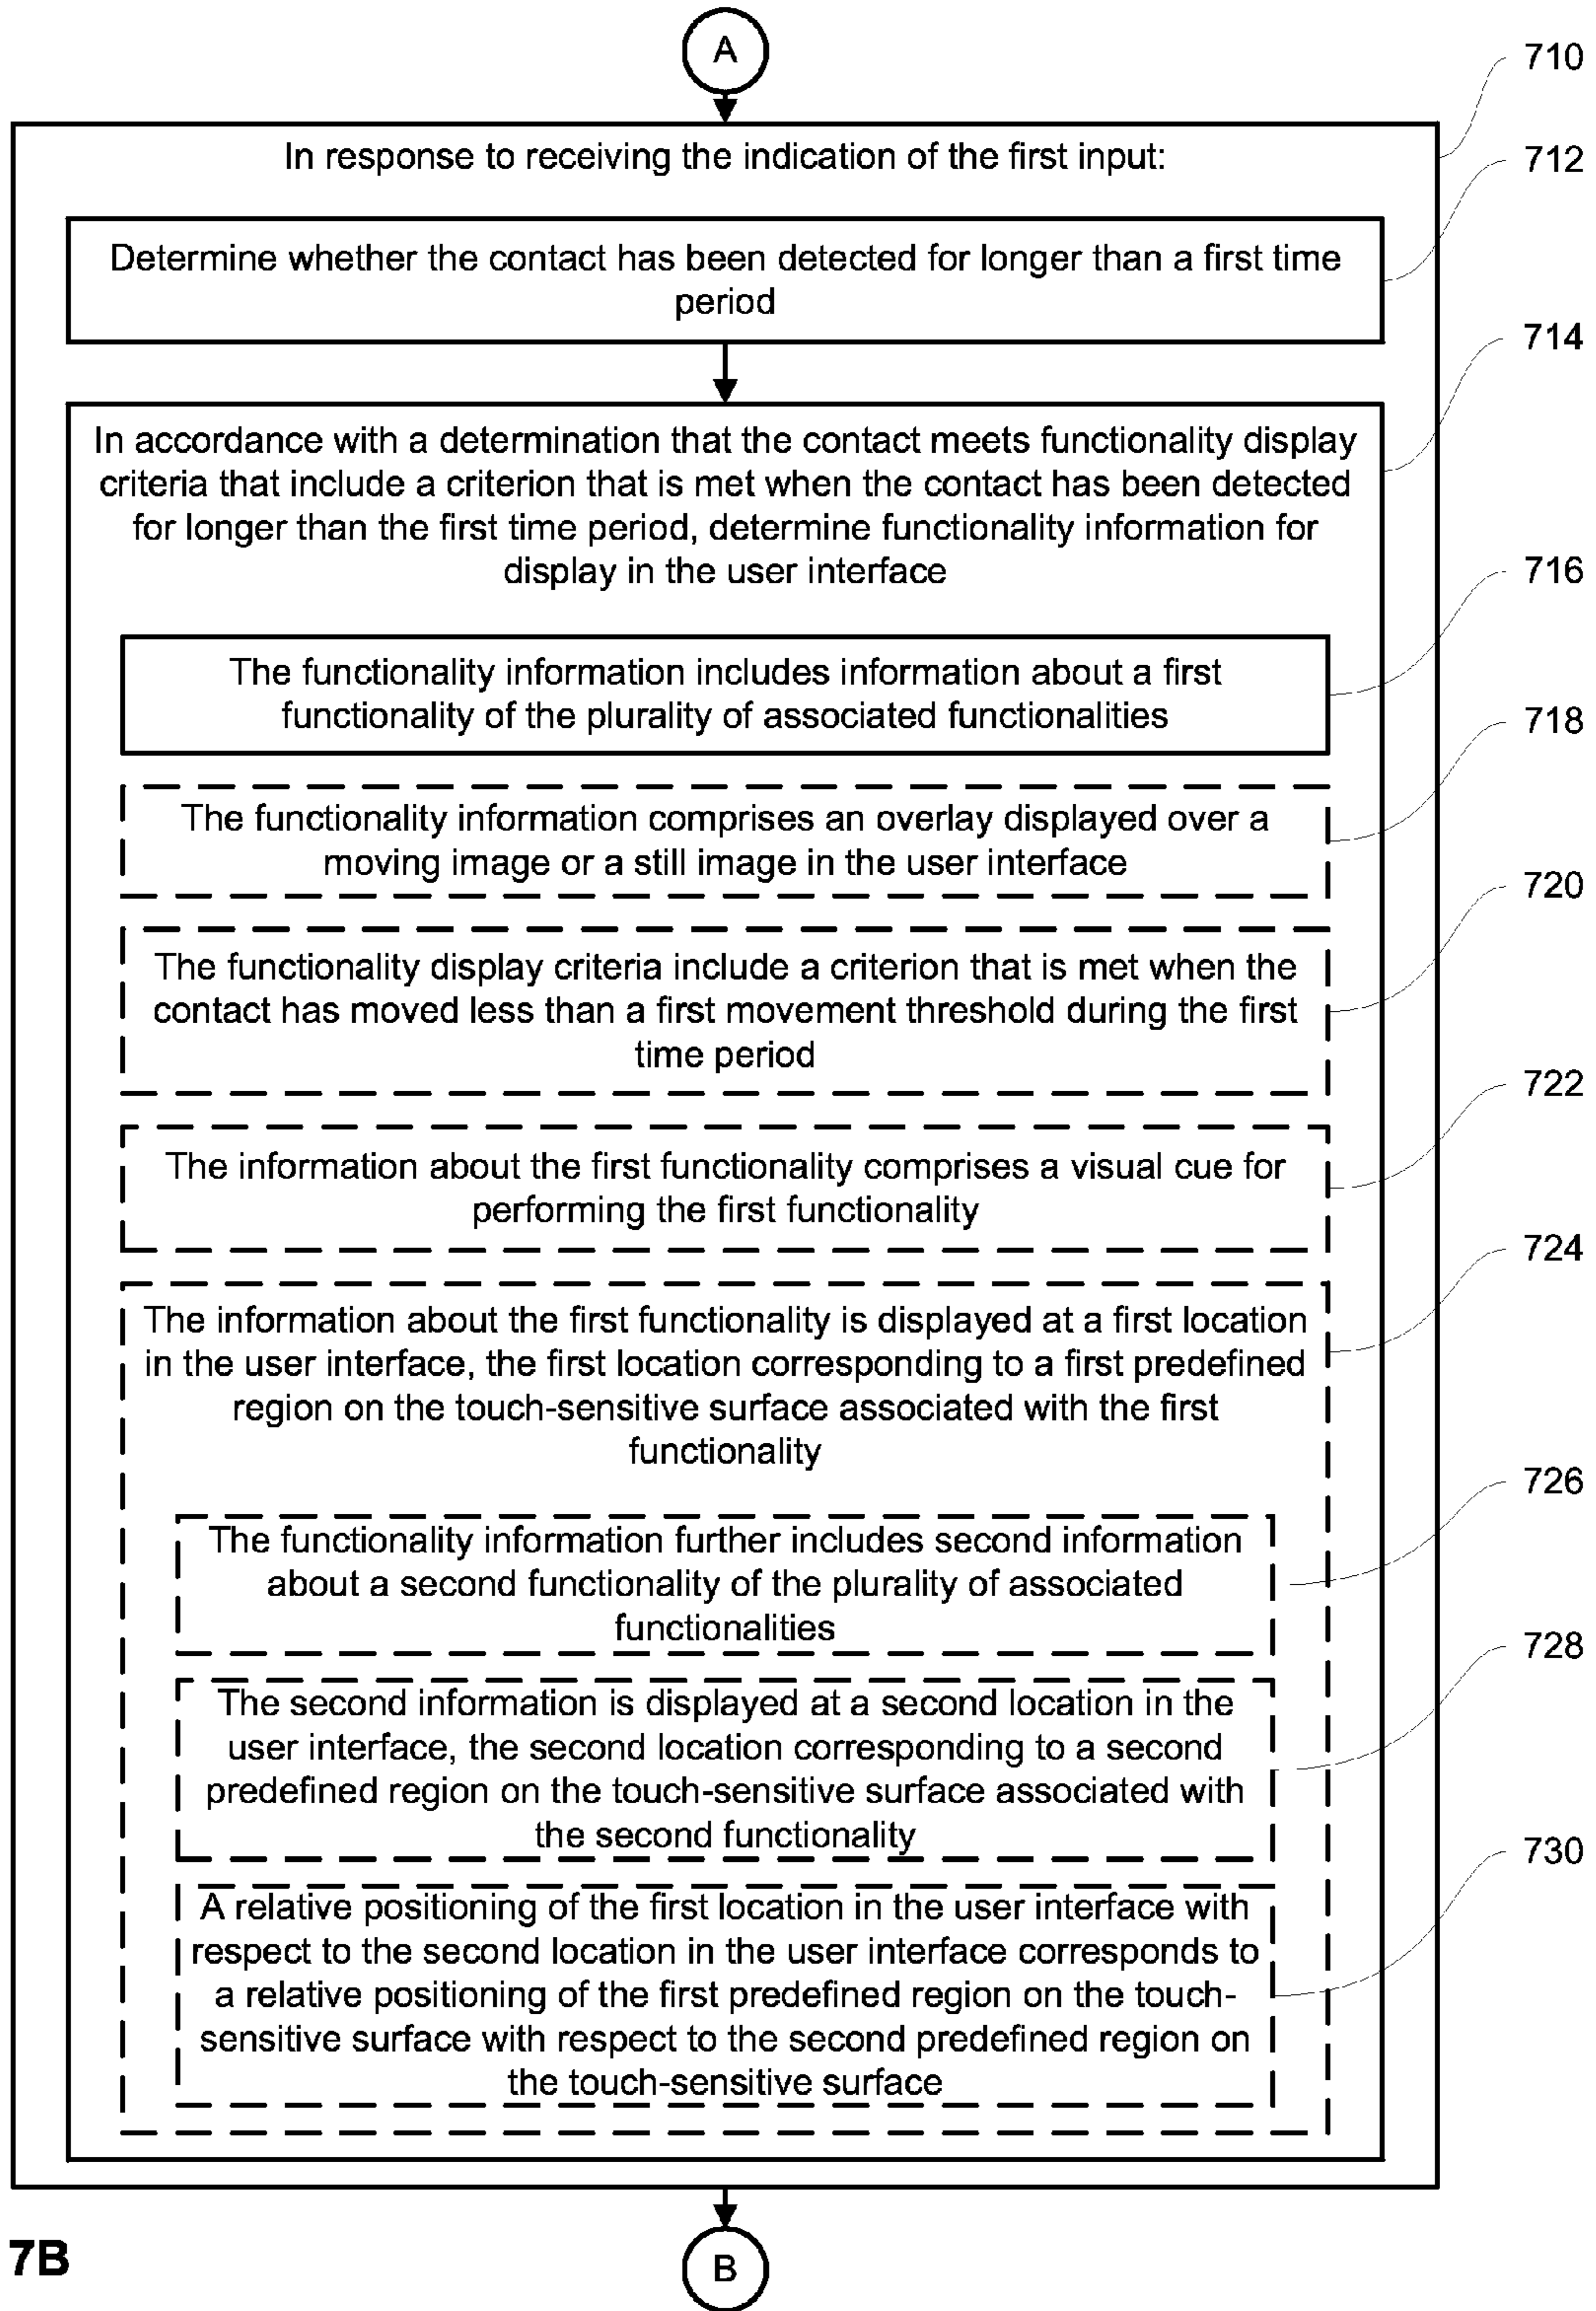 A
710
In response to receiving the indication of the first input:
712
Determine whether the contact has been detected for longer than a first time
period
714
In accordance with a determination that the contact meets functionality display
criteria that include a criterion that is met when the contact has been detected
for longer than the first time period, determine functionality information for
display in the user interface
716
The functionality information includes information about a first
functionality of the plurality of associated functionalities
718
The functionality information comprises an overlay displayed over a
moving image or a still image in the user interface
720
The functionality display criteria include a criterion that is met when the
contact has moved less than a first movement threshold during the first
time period
722
The information about the first functionality comprises a visual cue for
performing the first functionality
724
The information about the first functionality is displayed at a first location
in the user interface, the first location corresponding to a first predefined
region on the touch-sensitive surface associated with the first
functionality
726
The functionality information further includes second information
about a second functionality of the plurality of associated
functionalities
728
The second information is displayed at a second location in the
user interface, the second location corresponding to a second
predefined region on the touch-sensitive surface associated with
the second functionality
730
A relative positioning of the first location in the user interface with
respect to the second location in the user interface corresponds to
a relative positioning of the first predefined region on the touch-
sensitive surface with respect to the second predefined region on
the touch-sensitive surface
7B
B